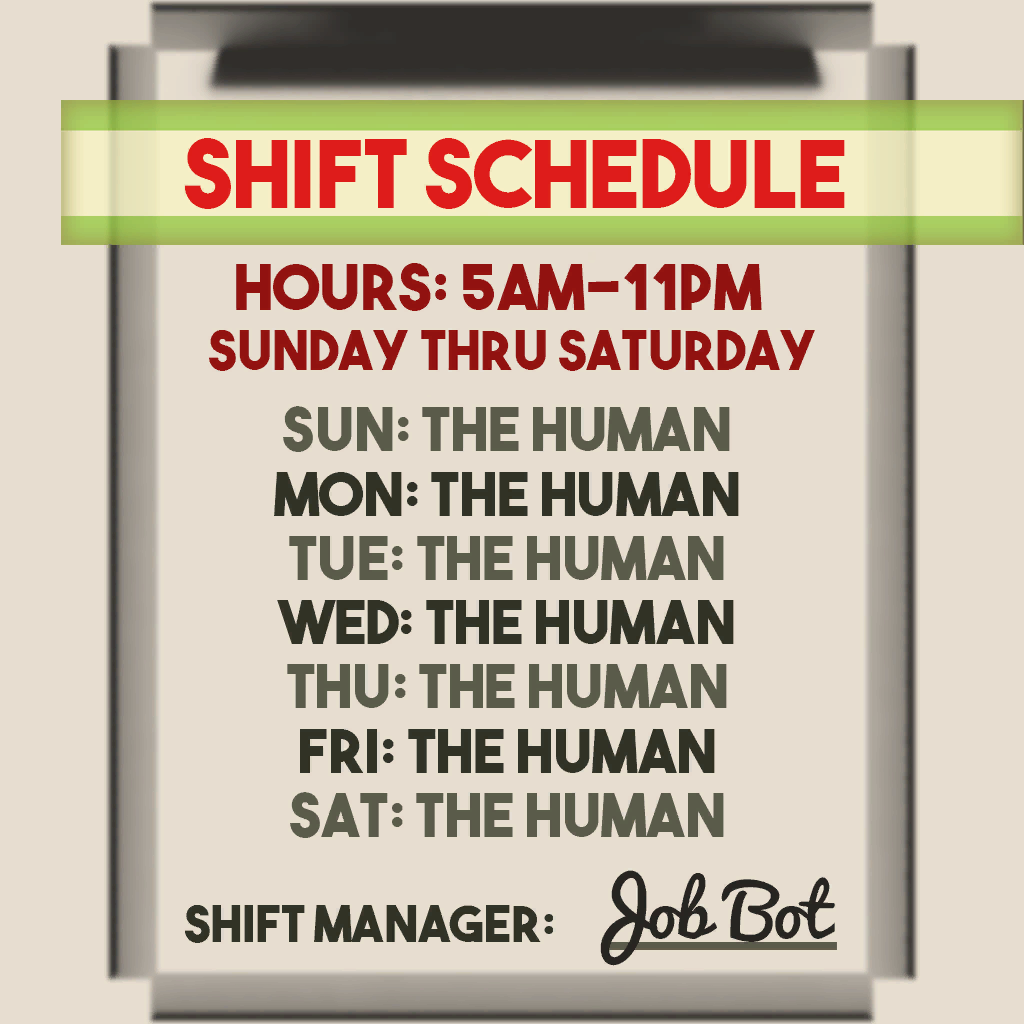 SHIFT SCHEDULE
HOURS: 5AM-11PM
SUNDAY THRU SATURDAY
SUN: THE HUMAN
MON: THE HUMAN
TUE: THE HUMAN
WED: THE HUMAN
THU: THE HUMAN
FRI: THE HUMAN
SAT: THE HUMAN
SHIFT MANAGER: Job Bot